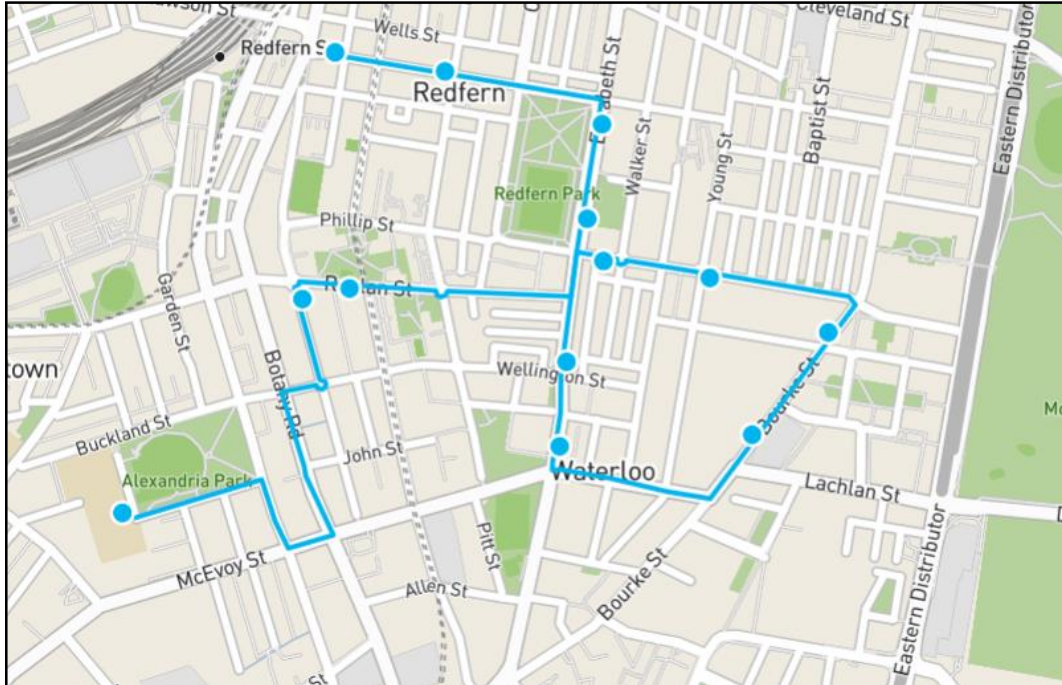 Cleveland St
Wells St
Redfern S
Redfern
Eastern Distributor
Baptist St
Walker St
Young St
Redfern Park
Phillip St
Garden St
Botany Rd
Wellington St
town
Buckland St
John St
Bourke St
Alexandria Park
Waterloo
Lachlan St
McEvoy St
Pitt St
Allen St
Bourke St
Eastern Distributor